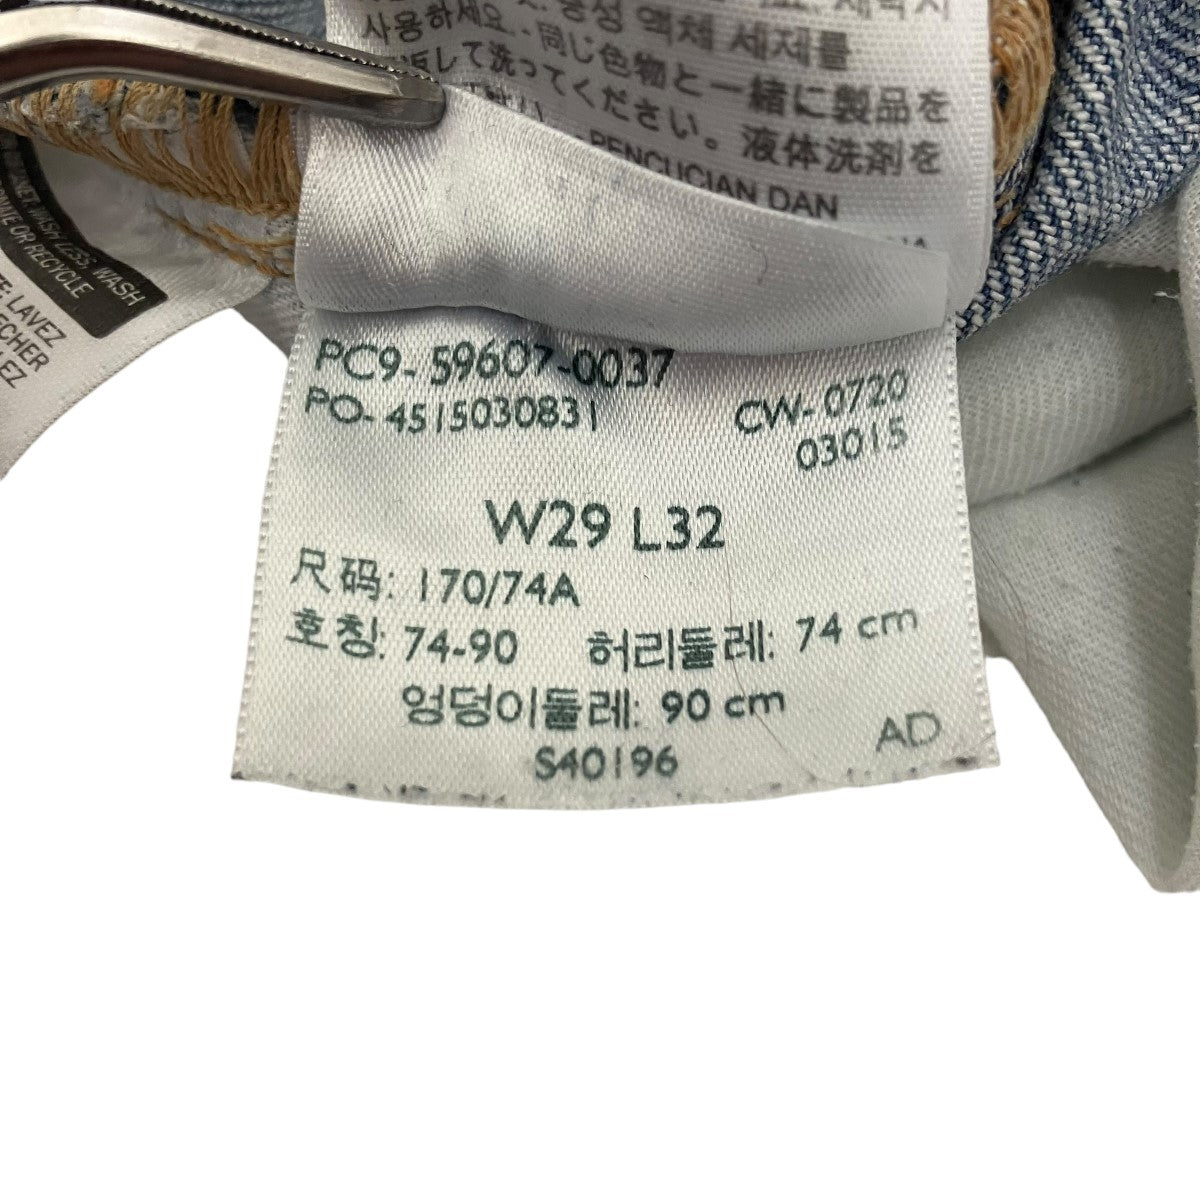 사용하세요..同じ色物と一緒に製品を
返して洗ってください。液体洗剤を
PENCUCIAN DAN
WASH LESS, WASH
OR RECYCLE
LAVEZ
PC9- 59607-0037
PO- 4515030831
CW- 0720
03015
W29 L32
尺码: 170/74A
호칭: 74-90 허리둘레: 74 cm
엉덩이둘레: 90 cm
S40196
AD